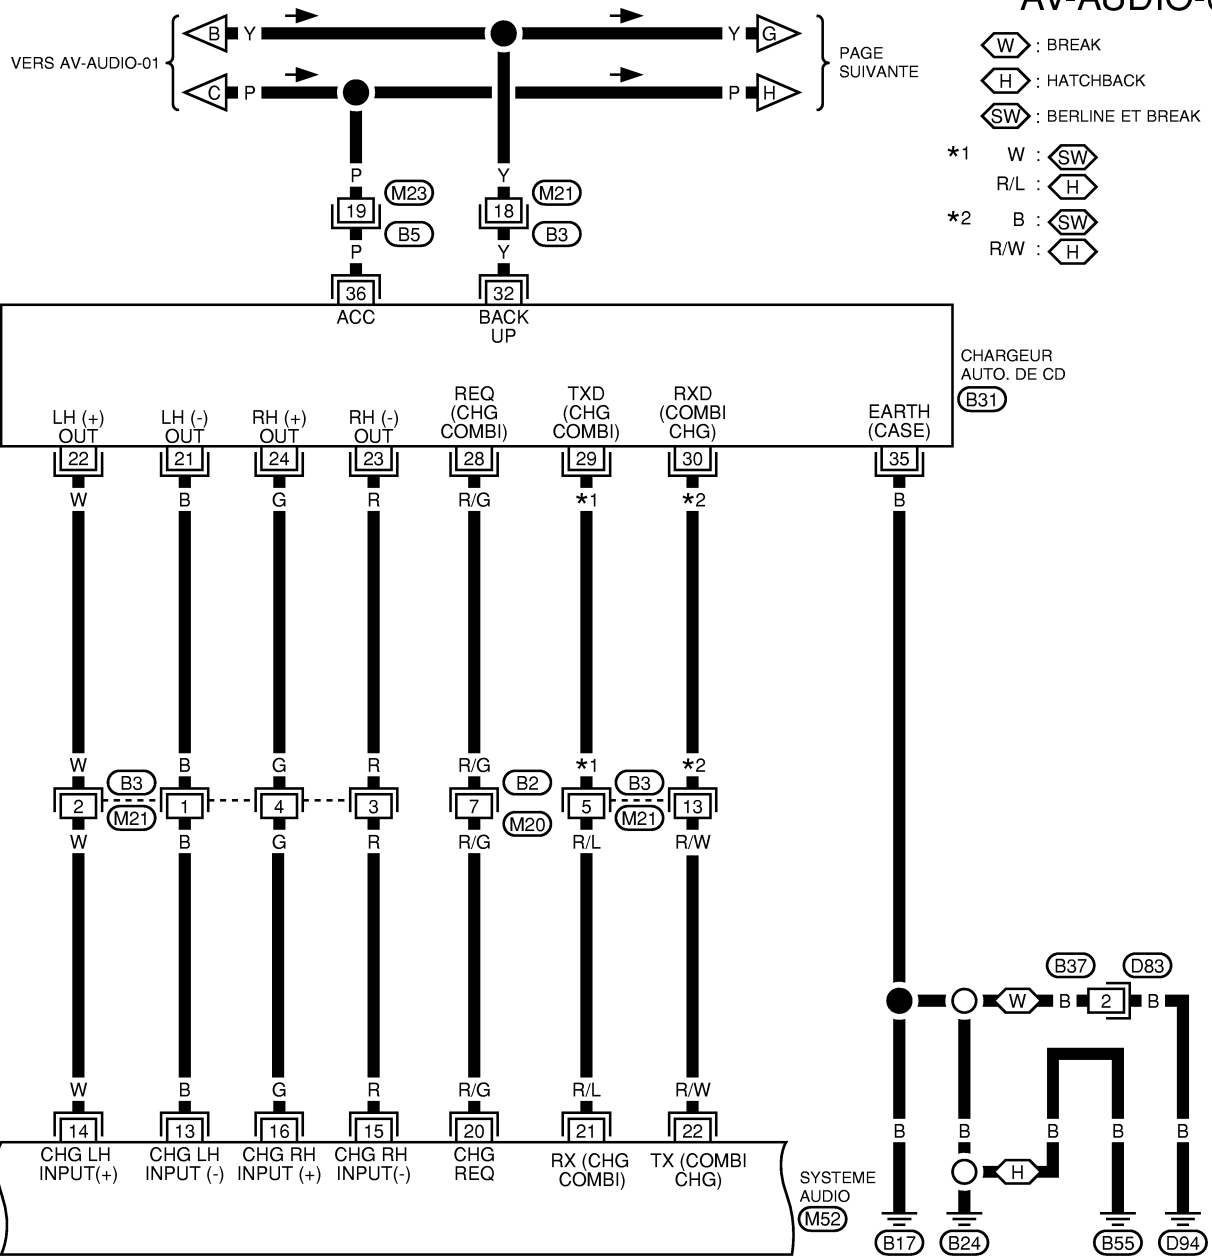 AV-AUDIO-
B Y Y G
VERS AV-AUDIO-01
PAGE
SUIVANTE
C P P H
W : BREAK
H : HATCHBACK
SW : BERLINE ET BREAK
*1 W : SW
R/L : H
*2 B : SW
R/W : H
P Y
19 M23 18 M21
B5 B3
P Y
36 32
ACC BACK
UP
CHARGEUR
AUTO. DE CD
B31
LH (+)
OUT
LH (-)
OUT
RH (+)
OUT
RH (-)
OUT
REQ
(CHG
COMBI)
TXD
(CHG
COMBI)
RXD
(COMBI
CHG)
EARTH
(CASE)
22 21 24 23 28 29 30 35
W B G R R/G *1 *2 B
W B G R R/G *1 *2
B3 B2 B3
2 1 4 3 7 5 13
M21 M20 M21
W B G R R/G R/L R/W
B37 D83
W B 2 B
W B G R R/G R/L R/W
14 13 16 15 20 21 22
B B B B B
CHG LH
INPUT(+)
CHG LH
INPUT (-)
CHG RH
INPUT (+)
CHG RH
INPUT(-)
CHG
REQ
RX (CHG
COMBI)
TX (COMBI
CHG)
H
SYSTEME
AUDIO
M52
B17 B24 B55 D94